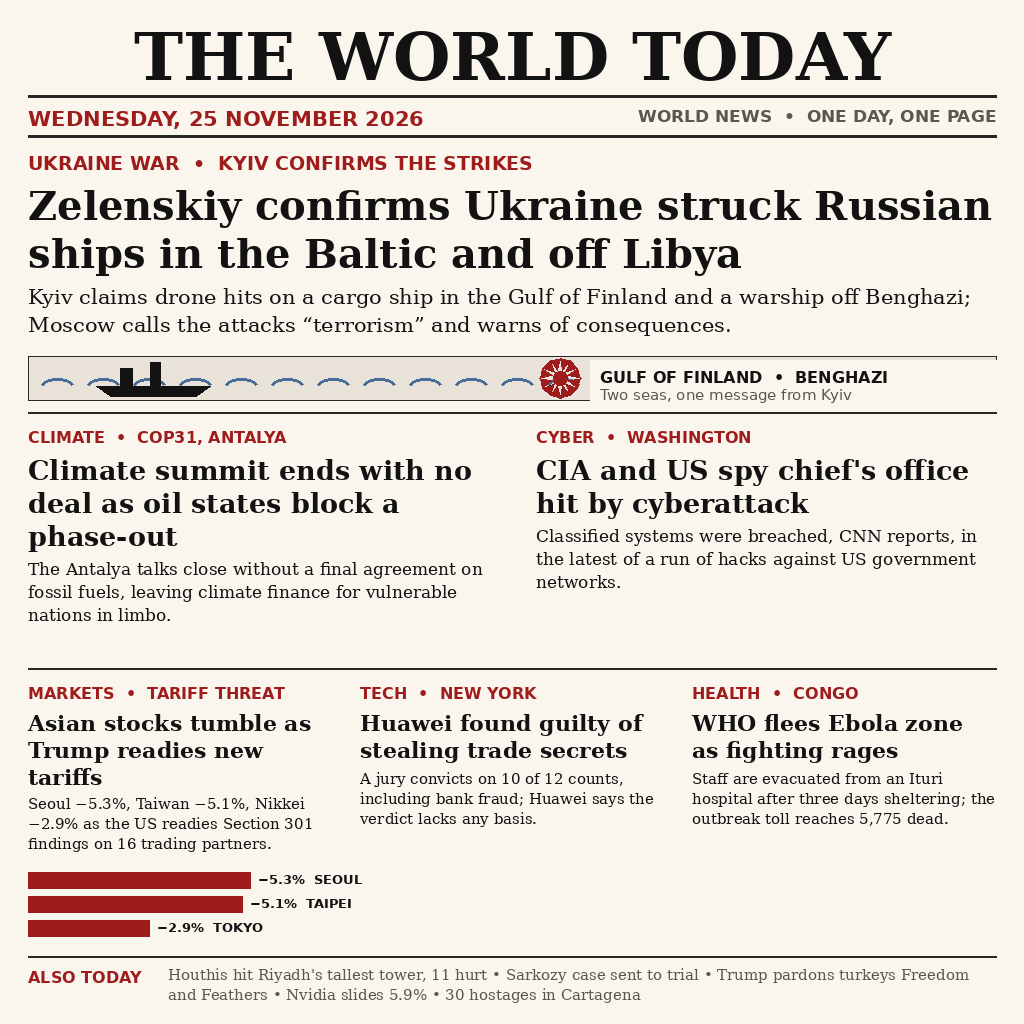 THE WORLD TODAY
WEDNESDAY, 25 NOVEMBER 2026
WORLD NEWS • ONE DAY, ONE PAGE
UKRAINE WAR • KYIV CONFIRMS THE STRIKES
Zelenskiy confirms Ukraine struck Russian
ships in the Baltic and off Libya
Kyiv claims drone hits on a cargo ship in the Gulf of Finland and a warship off Benghazi;
Moscow calls the attacks “terrorism” and warns of consequences.
GULF OF FINLAND • BENGHAZI
Two seas, one message from Kyiv
CLIMATE • COP31, ANTALYA
Climate summit ends with no
deal as oil states block a
phase-out
The Antalya talks close without a final agreement on
fossil fuels, leaving climate finance for vulnerable
nations in limbo.
CYBER • WASHINGTON
CIA and US spy chief's office
hit by cyberattack
Classified systems were breached, CNN reports, in
the latest of a run of hacks against US government
networks.
MARKETS • TARIFF THREAT
Asian stocks tumble as
Trump readies new
tariffs
Seoul −5.3%, Taiwan −5.1%, Nikkei
−2.9% as the US readies Section 301
findings on 16 trading partners.
−5.3% SEOUL
−5.1% TAIPEI
−2.9% TOKYO
TECH • NEW YORK
Huawei found guilty of
stealing trade secrets
A jury convicts on 10 of 12 counts,
including bank fraud; Huawei says the
verdict lacks any basis.
HEALTH • CONGO
WHO flees Ebola zone
as fighting rages
Staff are evacuated from an Ituri
hospital after three days sheltering; the
outbreak toll reaches 5,775 dead.
ALSO TODAY
Houthis hit Riyadh's tallest tower, 11 hurt • Sarkozy case sent to trial • Trump pardons turkeys Freedom
and Feathers • Nvidia slides 5.9% • 30 hostages in Cartagena